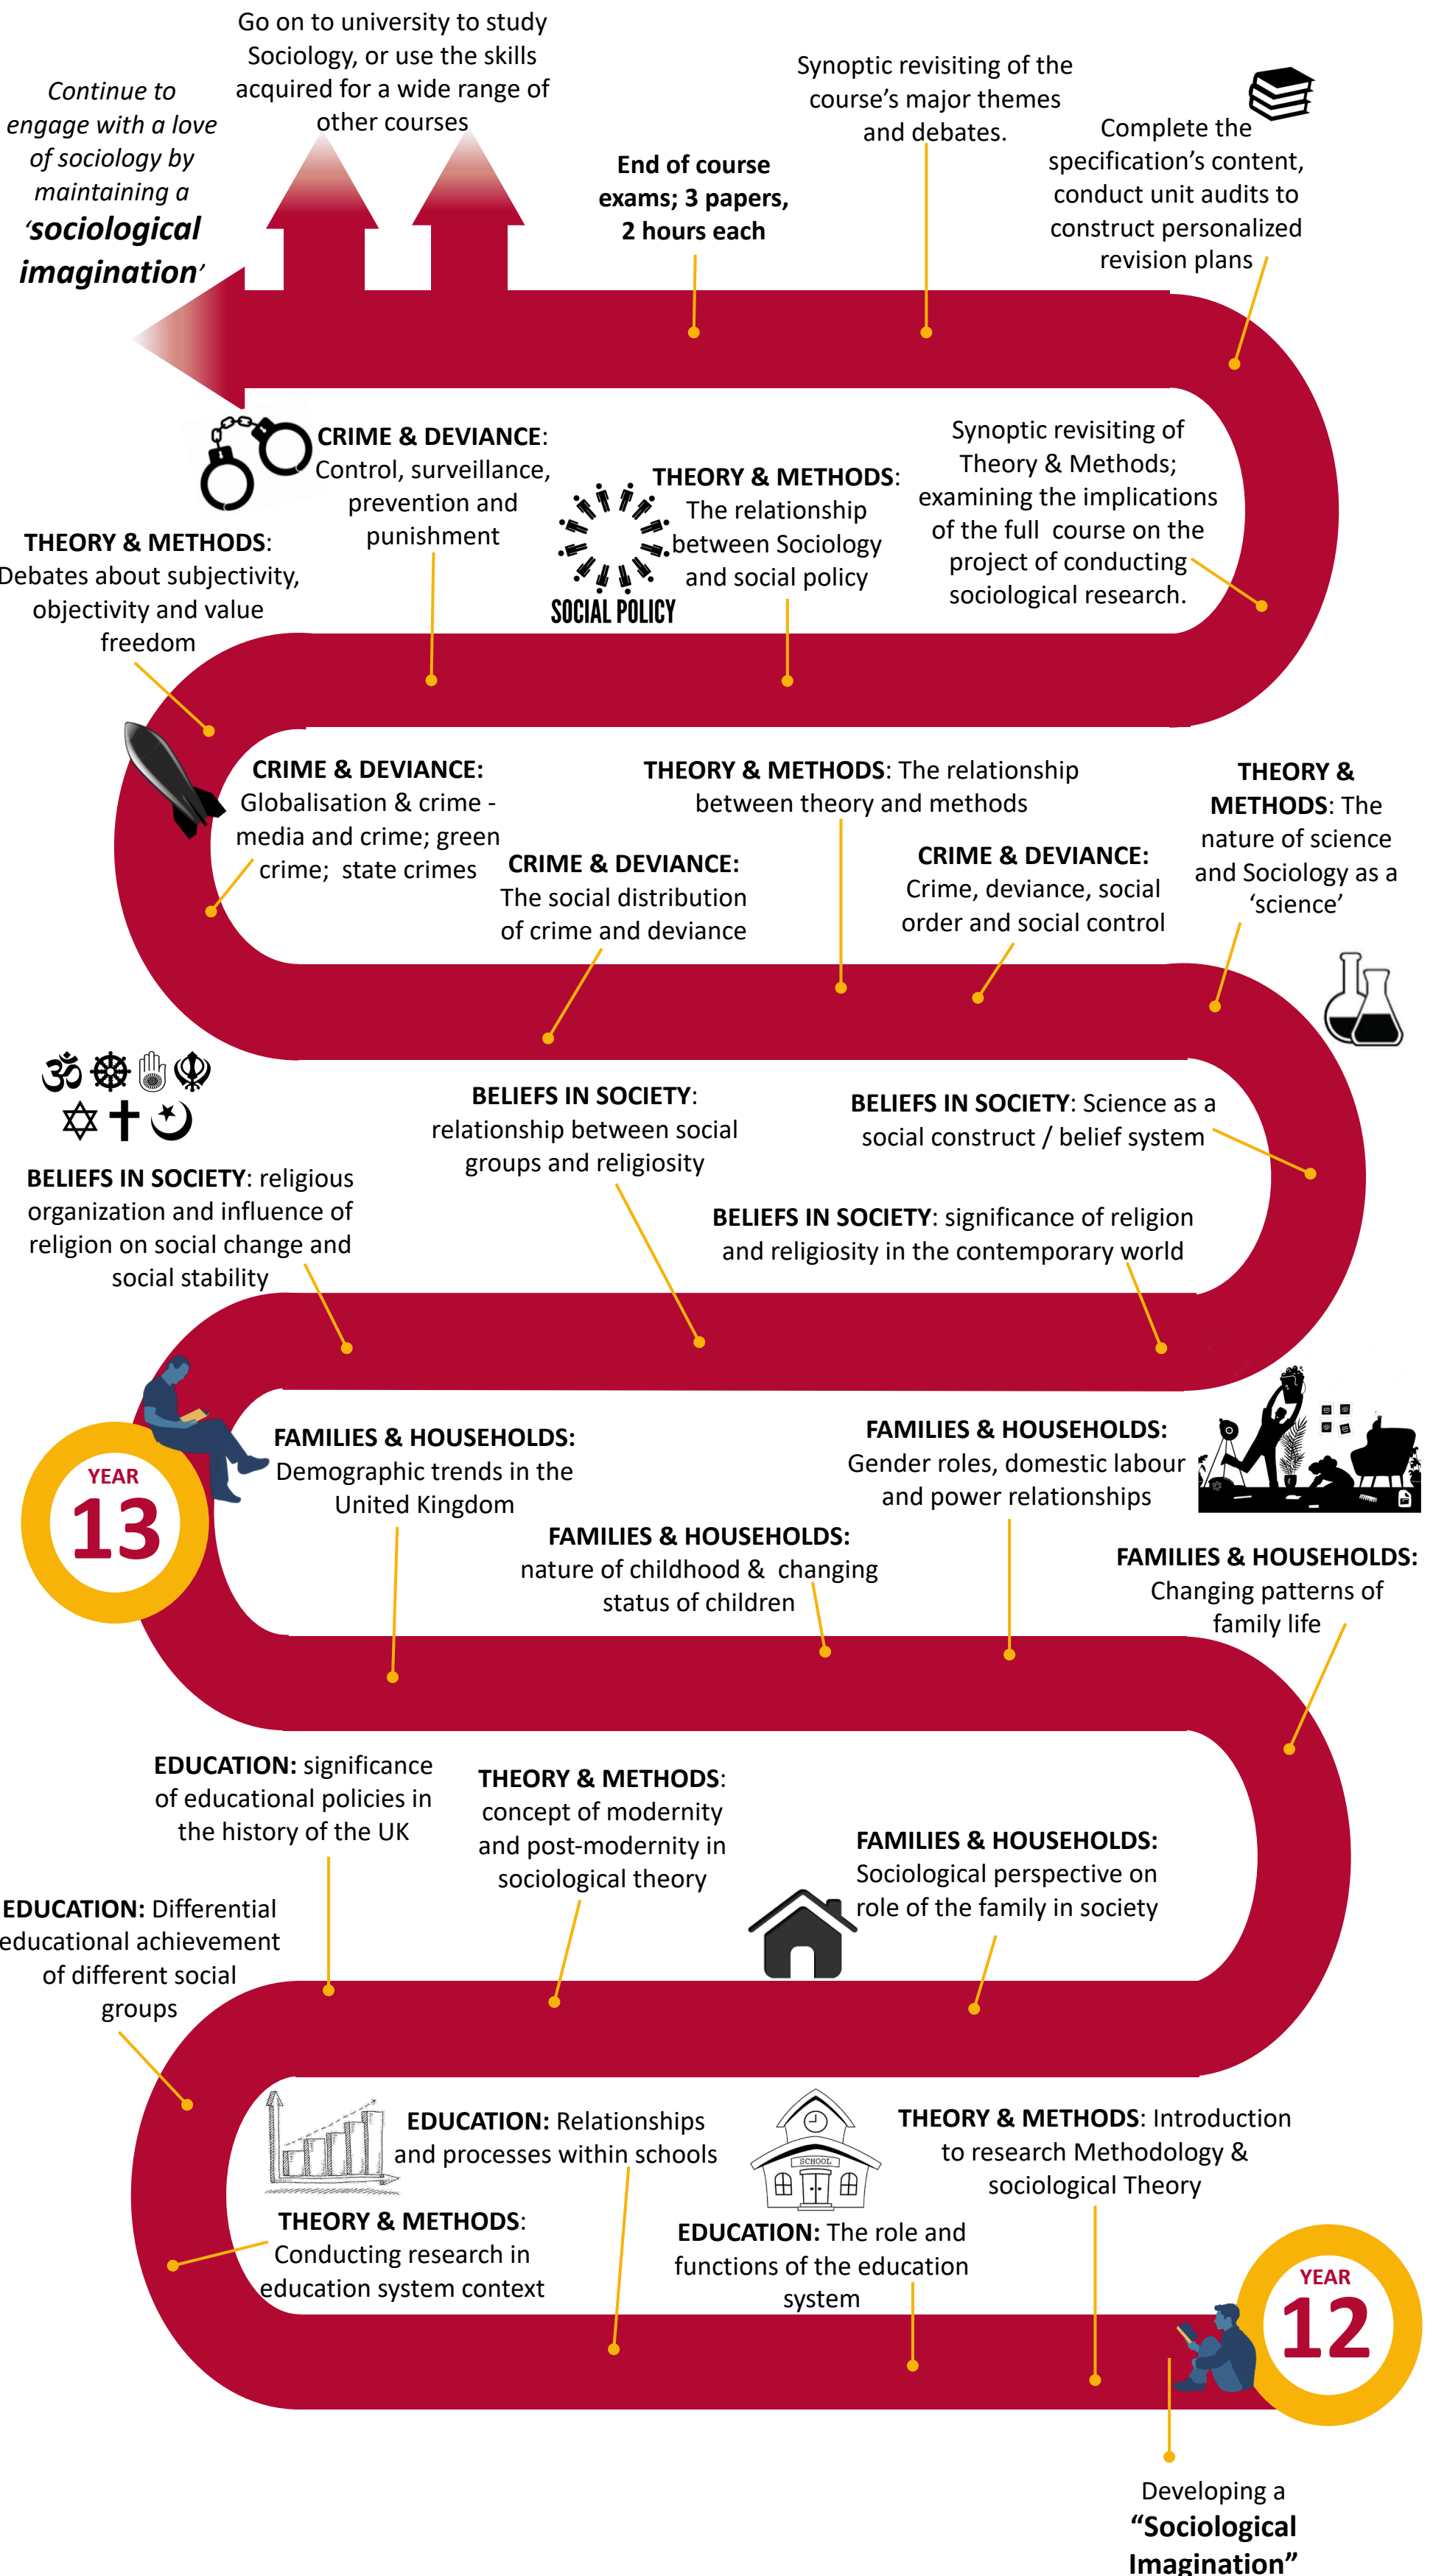 Go on to university to study
Sociology, or use the skills
acquired for a wide range of
other courses
Continue to
engage with a love
of sociology by
maintaining a
‘sociological
imagination’
End of course
exams; 3 papers,
2 hours each
Synoptic revisiting of the
course’s major themes
and debates.
Complete the
specification’s content,
conduct unit audits to
construct personalized
revision plans
THEORY & METHODS:
Debates about subjectivity,
objectivity and value
freedom
CRIME & DEVIANCE:
Control, surveillance,
prevention and
punishment
SOCIAL POLICY
THEORY & METHODS:
The relationship
between Sociology
and social policy
Synoptic revisiting of
Theory & Methods;
examining the implications
of the full course on the
project of conducting
sociological research.
CRIME & DEVIANCE:
Globalisation & crime -
media and crime; green
crime; state crimes
CRIME & DEVIANCE:
The social distribution
of crime and deviance
THEORY & METHODS: The relationship
between theory and methods
CRIME & DEVIANCE:
Crime, deviance, social
order and social control
THEORY &
METHODS: The
nature of science
and Sociology as a
‘science’
BELIEFS IN SOCIETY: religious
organization and influence of
religion on social change and
social stability
BELIEFS IN SOCIETY:
relationship between social
groups and religiosity
BELIEFS IN SOCIETY: Science as a
social construct / belief system
BELIEFS IN SOCIETY: significance of religion
and religiosity in the contemporary world
YEAR
13
FAMILIES & HOUSEHOLDS:
Demographic trends in the
United Kingdom
FAMILIES & HOUSEHOLDS:
nature of childhood & changing
status of children
FAMILIES & HOUSEHOLDS:
Gender roles, domestic labour
and power relationships
FAMILIES & HOUSEHOLDS:
Changing patterns of
family life
EDUCATION: significance
of educational policies in
the history of the UK
THEORY & METHODS:
concept of modernity
and post-modernity in
sociological theory
FAMILIES & HOUSEHOLDS:
Sociological perspective on
role of the family in society
EDUCATION: Differential
educational achievement
of different social
groups
EDUCATION: Relationships
and processes within schools
SCHOOL
THEORY & METHODS: Introduction
to research Methodology &
sociological Theory
THEORY & METHODS:
Conducting research in
education system context
EDUCATION: The role and
functions of the education
system
YEAR
12
Developing a
“Sociological
Imagination”